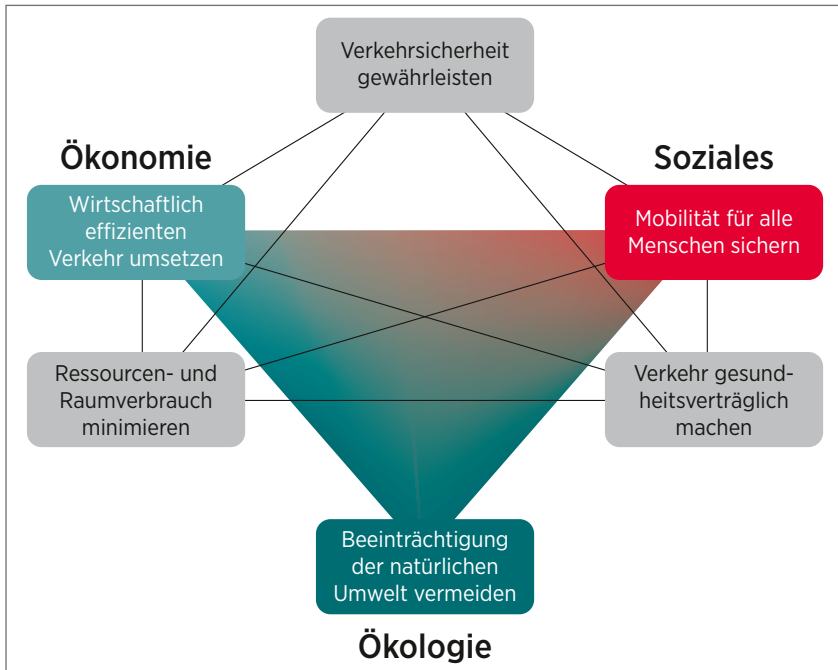 Verkehrsicherheit
gewährleisten
Ökonomie
Soziales
Wirtschaftlich
effizienten
Verkehr umsetzen
Mobilität für alle
Menschen sichern
Ressourcen- und
Raumverbrauch
minimieren
Verkehr gesund-
heitsverträglich
machen
Beeinträchtigung
der natürlichen
Umwelt vermeiden
Ökologie